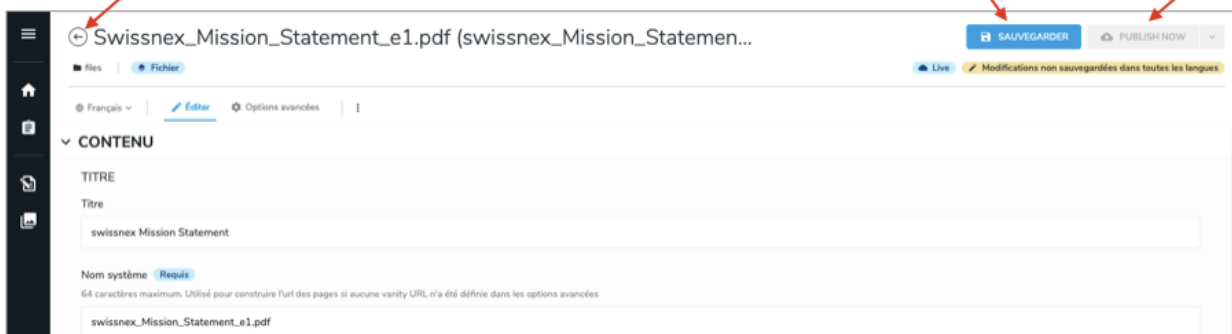 Swissnex_Mission_Statement_e1.pdf (swissnex_Mission_Statemen...
SAUVEGARDER
PUBLISH NOW
files
Fichier
Live
Modifications non sauvegardées dans toutes les langues
Français
Éditer
Options avancées
CONTENU
TITRE
Titre
swissnex Mission Statement
Nom système Requis
64 caractères maximum. Utilisé pour construire l'url des pages si aucune vanity URL n'a été définie dans les options avancées
swissnex_Mission_Statement_e1.pdf